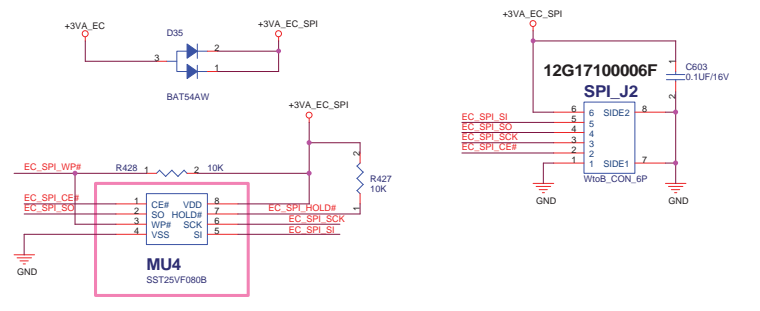 +3VA_EC
D35
+3VA_EC_SPI
3
2
1
BAT54AW
+3VA_EC_SPI
EC_SPI_WP#
R428
1
2
10K
2
R427
10K
1
EC_SPI_CE#
EC_SPI_SO
1 CE# VDD 8
2 SO HOLD# 7
3 WP# SCK 6
4 VSS SI 5
EC_SPI_HOLD#
EC_SPI_SCK
EC_SPI_SI
GND
MU4
SST25VF080B
+3VA_EC_SPI
12G17100006F
SPI_J2
1
C603
0.1UF/16V
2
EC_SPI_SI
EC_SPI_SO
EC_SPI_SCK
EC_SPI_CE#
6 6 SIDE2 8
5 5
4 4
3 3
2 2
1 1 SIDE1 7
WtoB_CON_6P
GND
GND